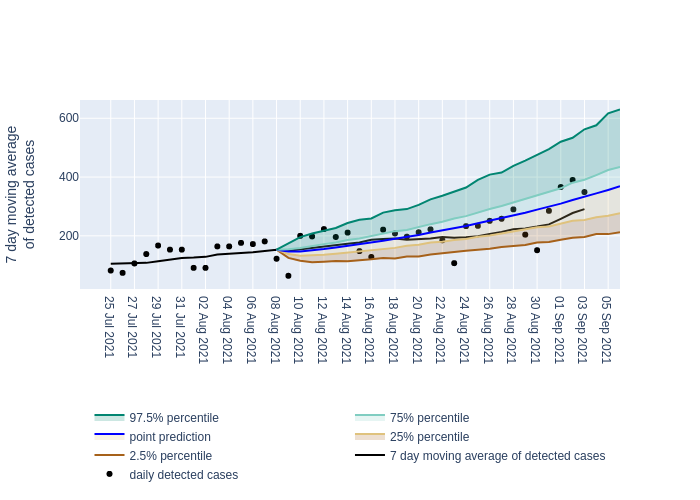 7 day moving average
of detected cases
600
400
200
25 Jul 2021
27 Jul 2021
29 Jul 2021
31 Jul 2021
02 Aug 2021
04 Aug 2021
06 Aug 2021
08 Aug 2021
10 Aug 2021
12 Aug 2021
14 Aug 2021
16 Aug 2021
18 Aug 2021
20 Aug 2021
22 Aug 2021
24 Aug 2021
26 Aug 2021
28 Aug 2021
30 Aug 2021
01 Sep 2021
03 Sep 2021
05 Sep 2021
97.5% percentile
75% percentile
point prediction
25% percentile
2.5% percentile
7 day moving average of detected cases
daily detected cases